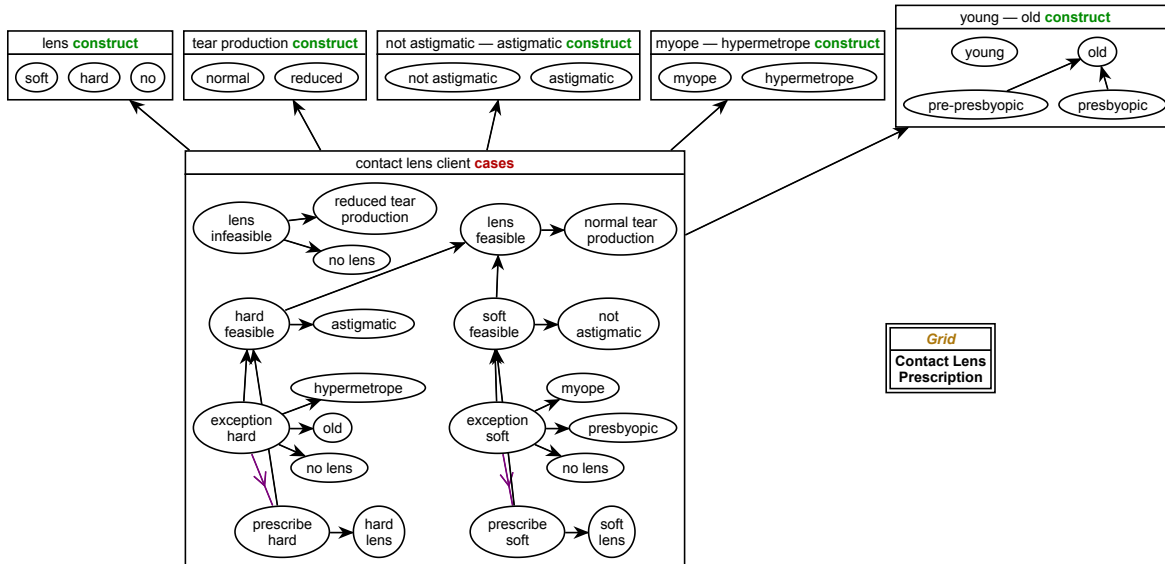 young — old construct
lens construct
tear production construct
not astigmatic — astigmatic construct
myope — hypermetrope construct
young
old
soft
hard
no
normal
reduced
not astigmatic
astigmatic
myope
hypermetrope
pre-presbyopic
presbyopic
contact lens client cases
lens
infeasible
reduced tear
production
no lens
lens
feasible
normal tear
production
hard
feasible
astigmatic
soft
feasible
not
astigmatic
Grid
Contact Lens
Prescription
exception
hard
hypermetrope
old
no lens
exception
soft
myope
presbyopic
no lens
prescribe
hard
hard
lens
prescribe
soft
soft
lens